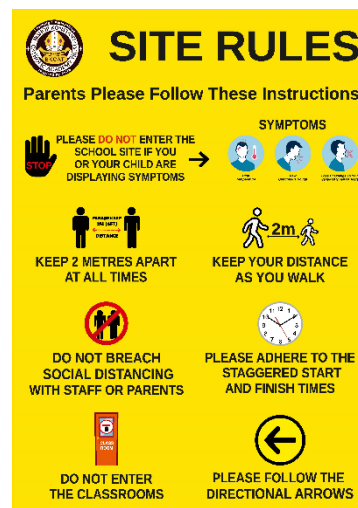 SITE RULES
Parents Please Follow These Instructions
PLEASE DO NOT ENTER THE
SCHOOL SITE IF YOU
OR YOUR CHILD ARE
DISPLAYING SYMPTOMS
STOP
SYMPTOMS
DISTANCE
KEEP 2 METRES APART
AT ALL TIMES
2m
KEEP YOUR DISTANCE
AS YOU WALK
DO NOT BREACH
SOCIAL DISTANCING
WITH STAFF OR PARENTS
PLEASE ADHERE TO THE
STAGGERED START
AND FINISH TIMES
CLASS
ROOM
DO NOT ENTER
THE CLASSROOMS
PLEASE FOLLOW THE
DIRECTIONAL ARROWS